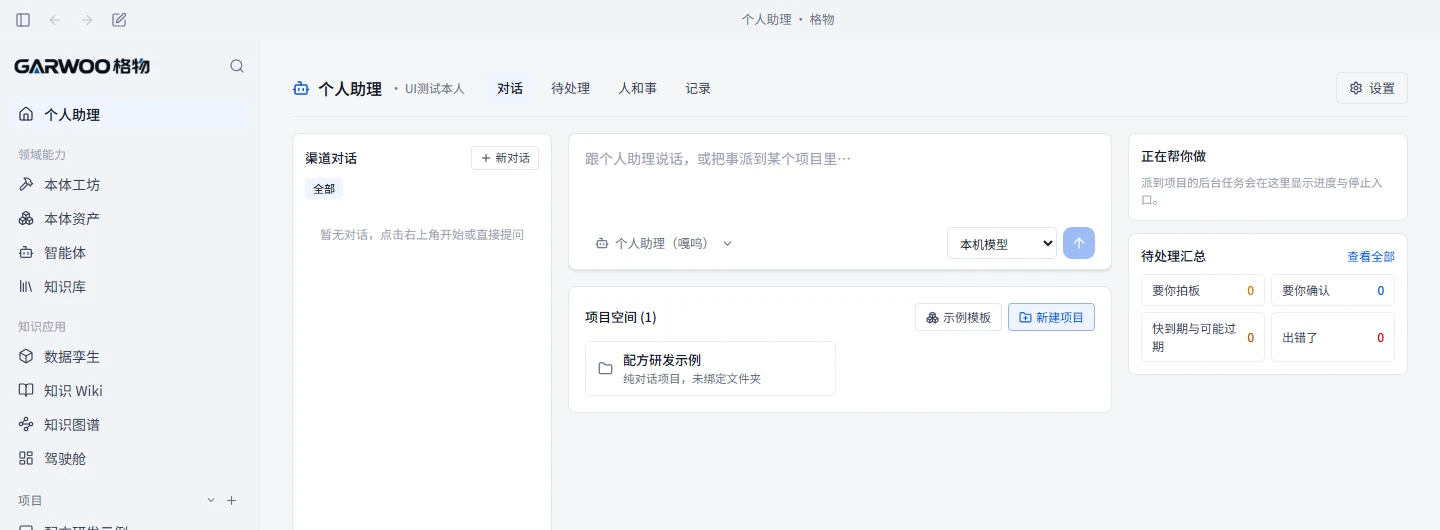 个人助理 · 格物
GARWOO 格物
个人助理
领域能力
本体工坊
本体资产
智能体
知识库
知识应用
数据孪生
知识 Wiki
知识图谱
驾驶舱
项目
配方研发示例
个人助理 · UI测试本人 对话 待处理 人和事 记录 设置
渠道对话 新对话
全部
暂无对话，点击右上角开始或直接提问
跟个人助理说话，或把事派到某个项目里…
个人助理（嘎呜） 本机模型
项目空间 (1) 示例模板 新建项目
配方研发示例
纯对话项目，未绑定文件夹
正在帮你做
派到项目的后台任务会在这里显示进度与停止入
口。
待处理汇总 查看全部
要你拍板 0 要你确认 0
快到期与可能过
期 0 出错了 0